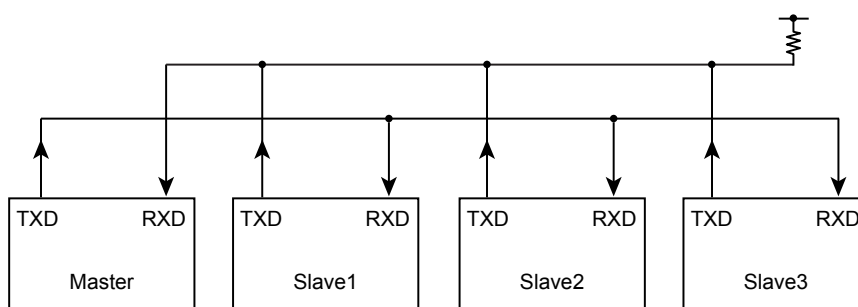 TXD RXD TXD RXD TXD RXD TXD RXD
Master Slave1 Slave2 Slave3